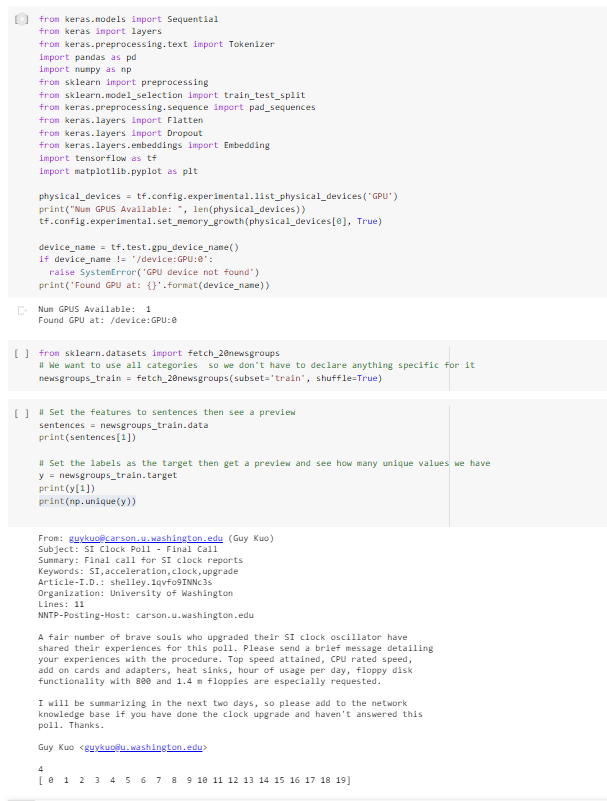 from keras.models import Sequential
from keras import layers
from keras.preprocessing.text import Tokenizer
import pandas as pd
import numpy as np
from sklearn import preprocessing
from sklearn.model_selection import train_test_split
from keras.preprocessing.sequence import pad_sequences
from keras.layers import Flatten
from keras.layers import Dropout
from keras.layers.embeddings import Embedding
import tensorflow as tf
import matplotlib.pyplot as plt
physical_devices = tf.config.experimental.list_physical_devices('GPU')
print("Num GPUS Available: ", len(physical_devices))
tf.config.experimental.set_memory_growth(physical_devices[0], True)
device_name = tf.test.gpu_device_name()
if device_name != '/device:GPU:0':
  raise SystemError('GPU device not found')
print('Found GPU at: {}'.format(device_name))
Num GPUS Available:  1
Found GPU at: /device:GPU:0
[ ] from sklearn.datasets import fetch_20newsgroups
# We want to use all categories  so we don't have to declare anything specific for it
newsgroups_train = fetch_20newsgroups(subset='train', shuffle=True)
[ ] # Set the features to sentences then see a preview
sentences = newsgroups_train.data
print(sentences[1])
# Set the labels as the target then get a preview and see how many unique values we have
y = newsgroups_train.target
print(y[1])
print(np.unique(y))
From: guykuo@carson.u.washington.edu (Guy Kuo)
Subject: SI Clock Poll - Final Call
Summary: Final call for SI clock reports
Keywords: SI,acceleration,clock,upgrade
Article-I.D.: shelley.1qvfo9INNc3s
Organization: University of Washington
Lines: 11
NNTP-Posting-Host: carson.u.washington.edu
A fair number of brave souls who upgraded their SI clock oscillator have
shared their experiences for this poll. Please send a brief message detailing
your experiences with the procedure. Top speed attained, CPU rated speed,
add on cards and adapters, heat sinks, hour of usage per day, floppy disk
functionality with 800 and 1.4 m floppies are especially requested.
I will be summarizing in the next two days, so please add to the network
knowledge base if you have done the clock upgrade and haven't answered this
poll. Thanks.
Guy Kuo <guykuo@u.washington.edu>
4
[ 0  1  2  3  4  5  6  7  8  9 10 11 12 13 14 15 16 17 18 19]